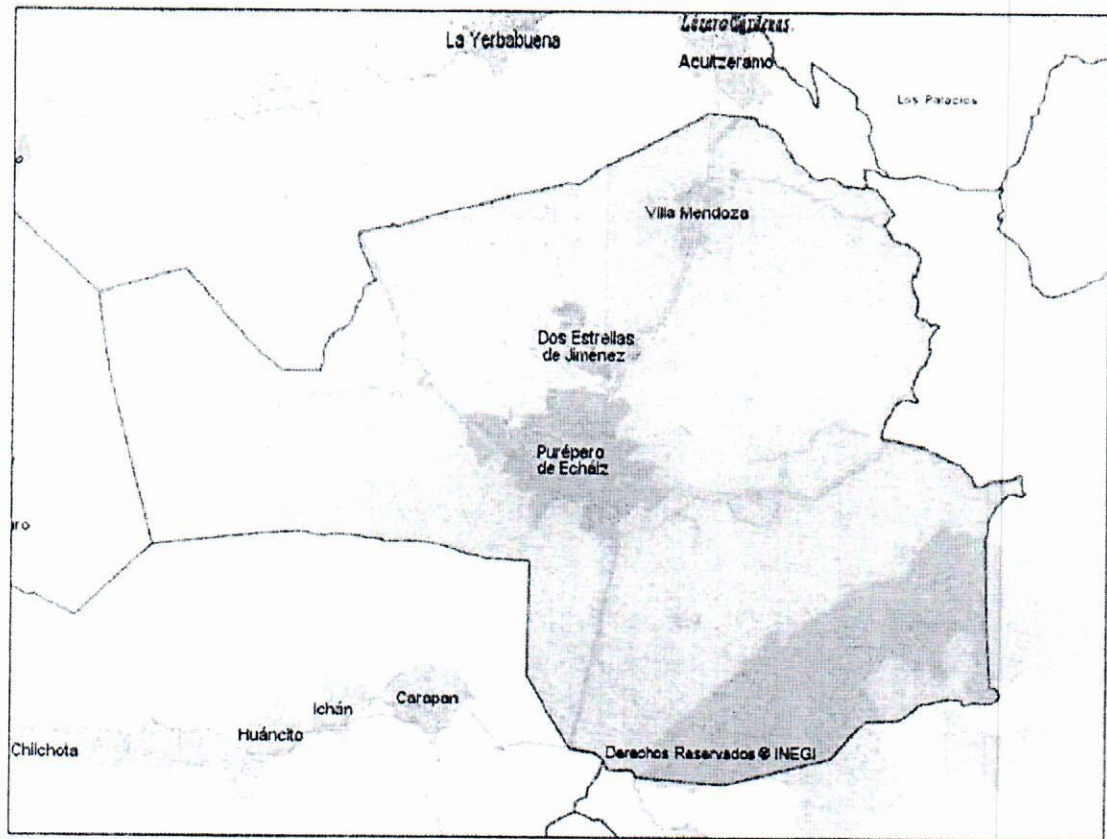 La Yerbabuena
Lázaro Cárdenas
Acuitzeramo
Los Palacios
Villa Mendoza
Dos Estrellas
de Jiménez
Purépero
de Echáiz
Carapan
Ichán
Huáncito
Chilchota
Derechos Reservados © INEGI